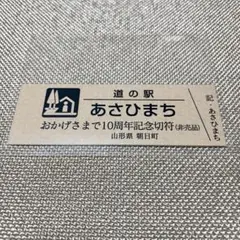 道の駅
あさひまち
おかげさまで10周年記念切符(非売品)
山形県 朝日町
記
・あさひまち